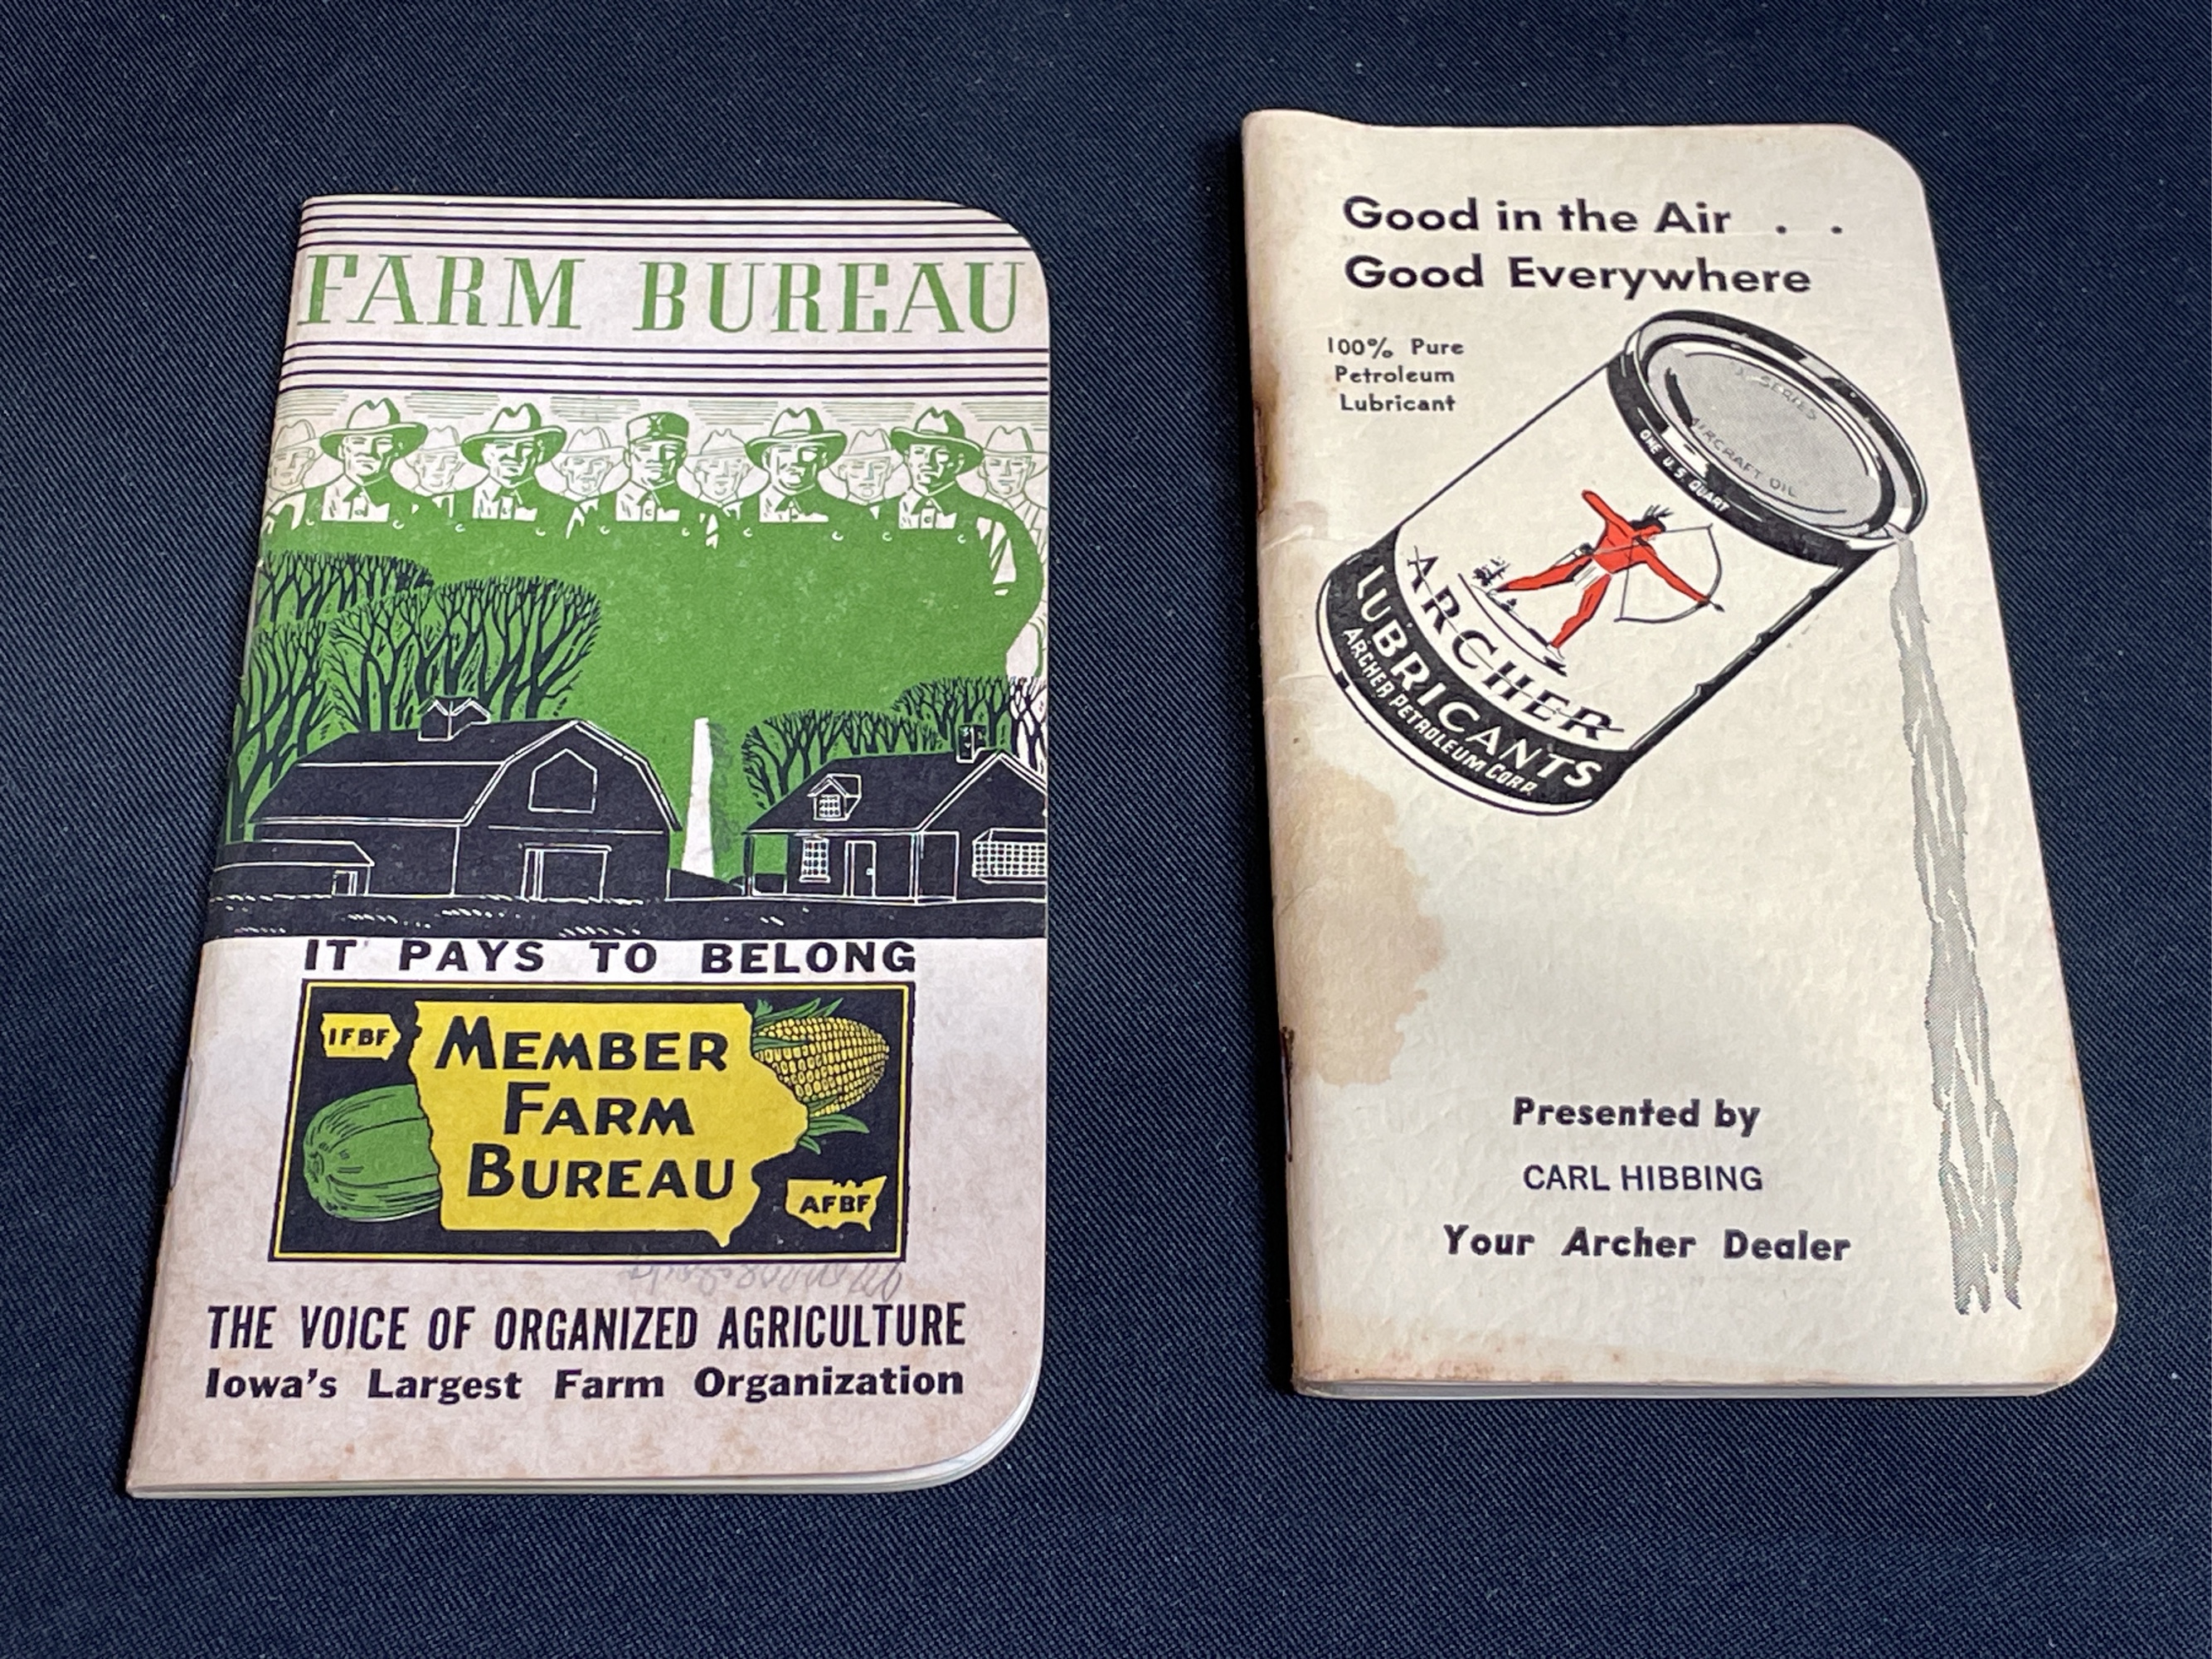 FARM BUREAU
IT PAYS TO BELONG
IFBF
MEMBER
FARM
BUREAU
AFBF
THE VOICE OF ORGANIZED AGRICULTURE
Iowa's Largest Farm Organization
Good in the Air . .
Good Everywhere
100% Pure
Petroleum
Lubricant
SERIES
AIRCRAFT OIL
ONE U.S. QUART
ARCHER
LUBRICANTS
ARCHER PETROLEUM CORP.
Presented by
CARL HIBBING
Your Archer Dealer